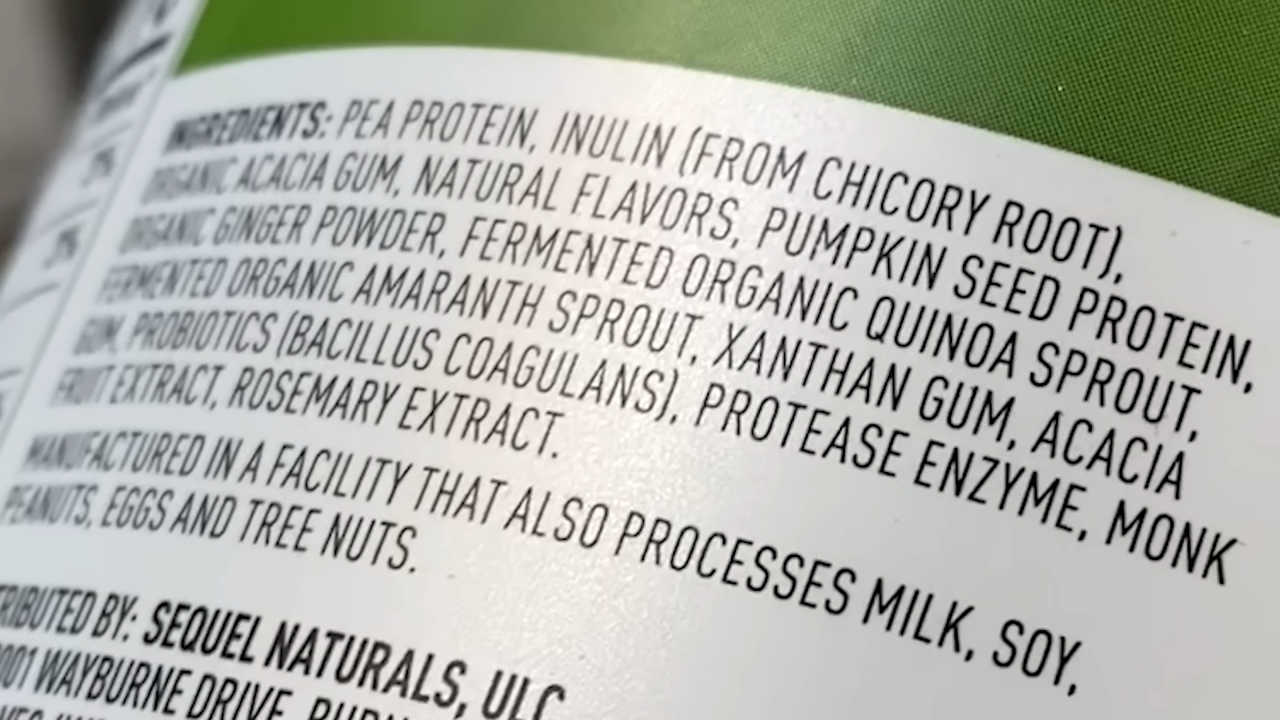 INGREDIENTS: PEA PROTEIN, INULIN (FROM CHICORY ROOT),
ORGANIC ACACIA GUM, NATURAL FLAVORS, PUMPKIN SEED PROTEIN,
ORGANIC GINGER POWDER, FERMENTED ORGANIC QUINOA SPROUT,
FERMENTED ORGANIC AMARANTH SPROUT, XANTHAN GUM, ACACIA
GUM, PROBIOTICS (BACILLUS COAGULANS), PROTEASE ENZYME, MONK
FRUIT EXTRACT, ROSEMARY EXTRACT.
MANUFACTURED IN A FACILITY THAT ALSO PROCESSES MILK, SOY,
PEANUTS, EGGS AND TREE NUTS.
TRIBUTED BY: SEQUEL NATURALS, ULC
001 WAYBURNE DRIVE,